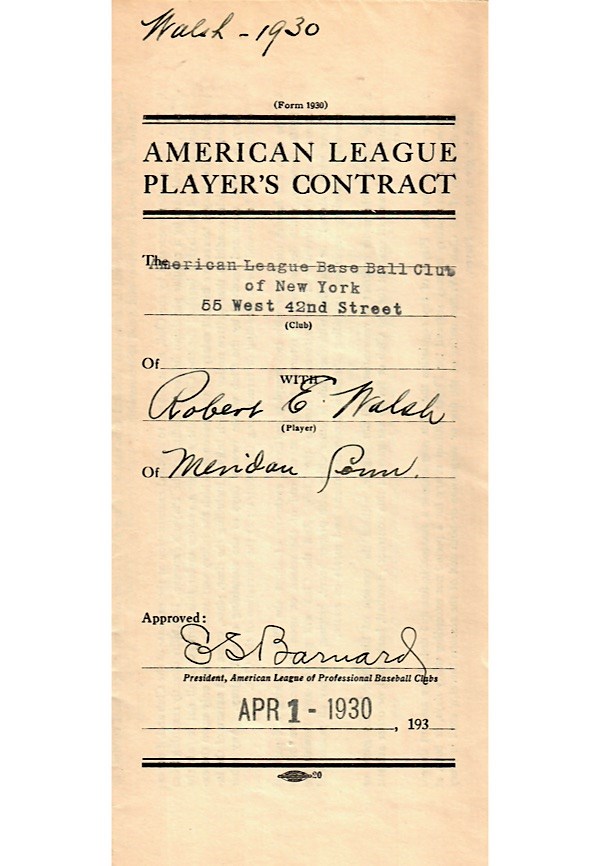 Walsh - 1930
(Form 1930)
AMERICAN LEAGUE
PLAYER'S CONTRACT
The American League Base Ball Club
of New York
55 West 42nd Street
(Club)
Of
WITH
Robert E. Walsh
(Player)
Of Meridan Conn.
Approved:
E S Barnard
President, American League of Professional Baseball Clubs
APR 1 - 1930
, 193
20